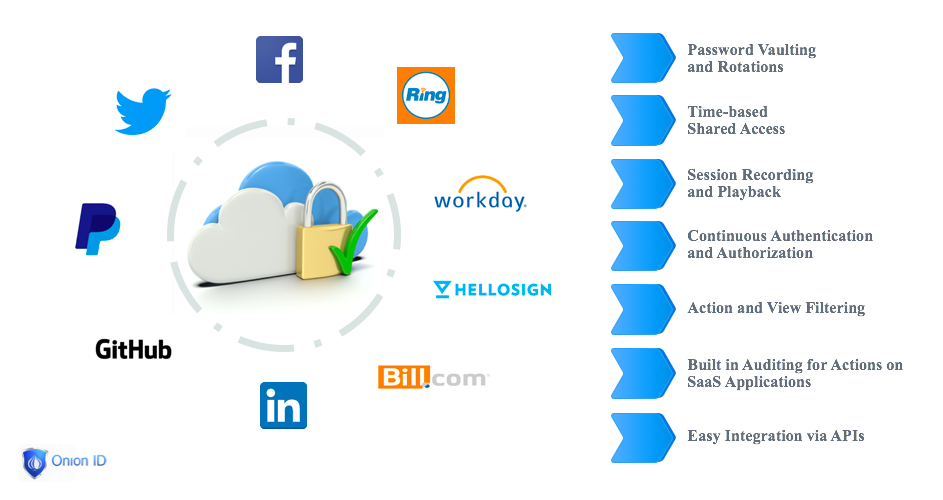 f
Ring
workday.
HELLOSIGN
GitHub
Bill.com
in
Onion ID
Password Vaulting
and Rotations
Time-based
Shared Access
Session Recording
and Playback
Continuous Authentication
and Authorization
Action and View Filtering
Built in Auditing for Actions on
SaaS Applications
Easy Integration via APIs